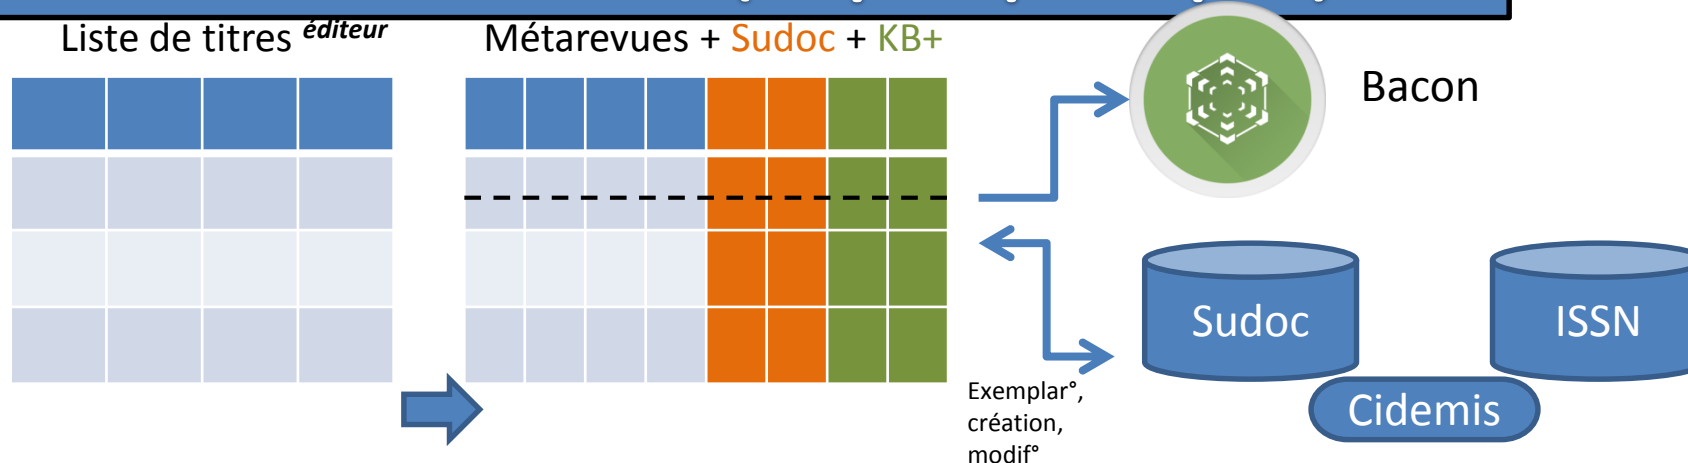 Liste de titres éditeur
Métarevues + Sudoc + KB+
Bacon
Sudoc
ISSN
Exemplar°,
création,
modif°
Cidemis